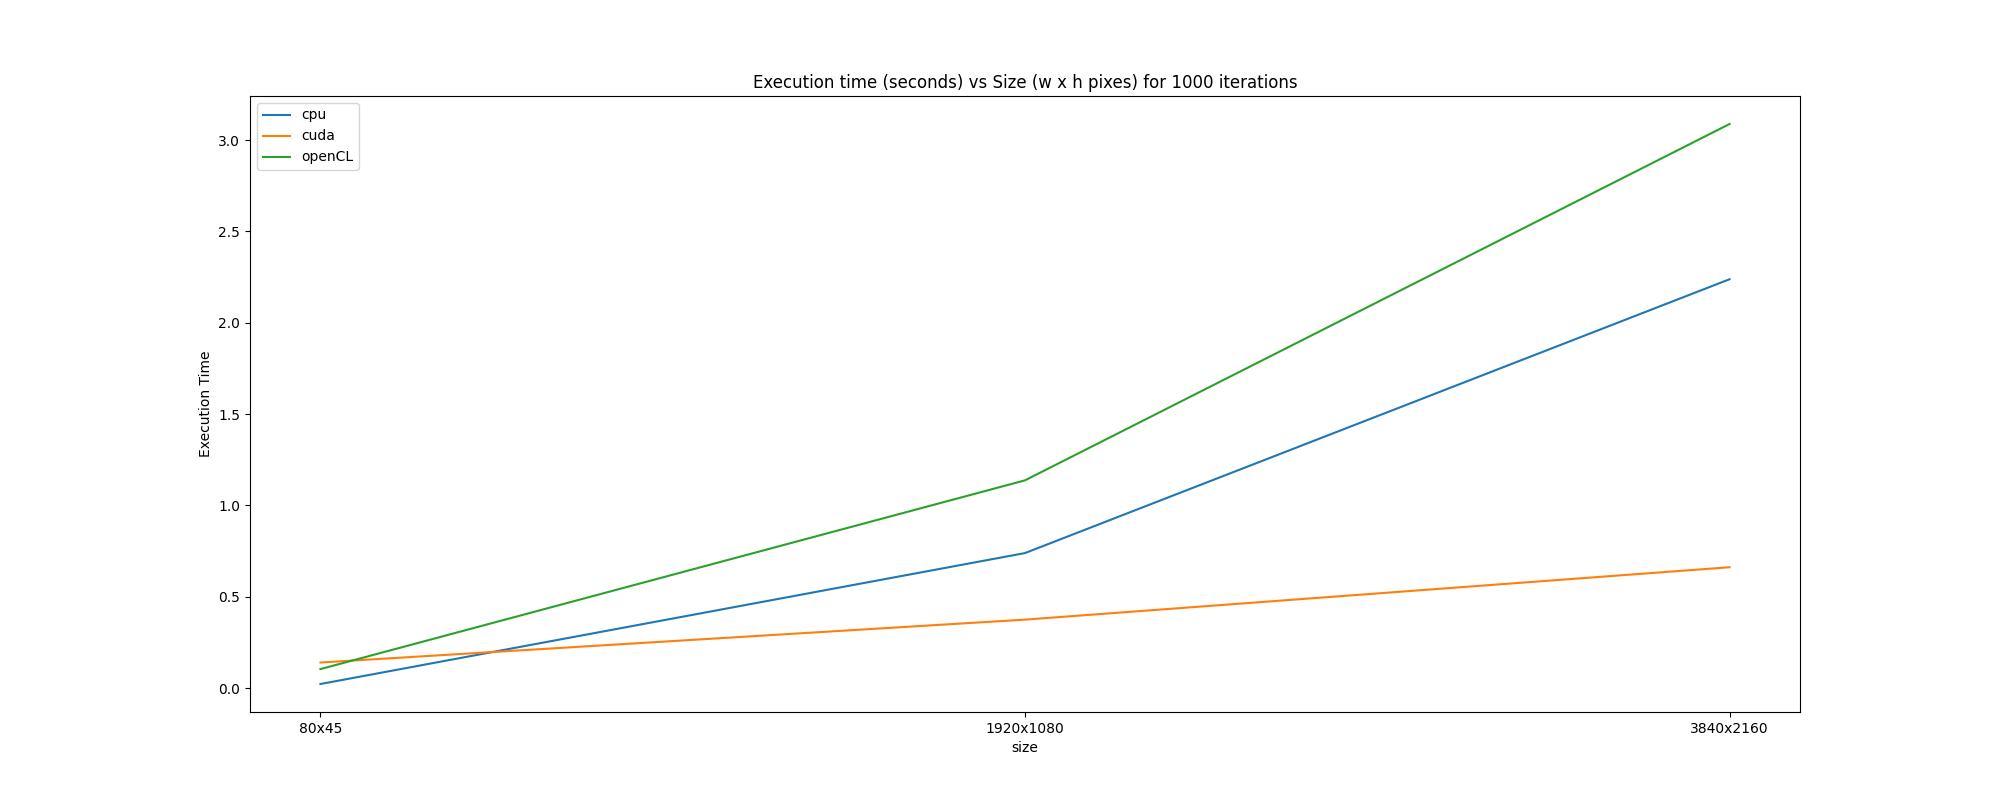 Execution time (seconds) vs Size (w x h pixes) for 1000 iterations
cpu
cuda
openCL
3.0
2.5
2.0
1.5
1.0
0.5
0.0
Execution Time
80x45
1920x1080
3840x2160
size